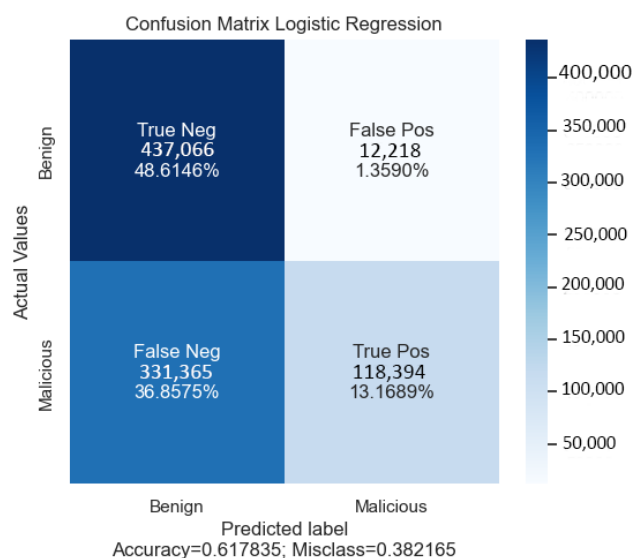 Confusion Matrix Logistic Regression
True Neg
437,066
48.6146%
False Pos
12,218
1.3590%
False Neg
331,365
36.8575%
True Pos
118,394
13.1689%
Benign
Malicious
Actual Values
Benign
Malicious
Predicted label
Accuracy=0.617835; Misclass=0.382165
400,000
350,000
300,000
250,000
200,000
150,000
100,000
50,000